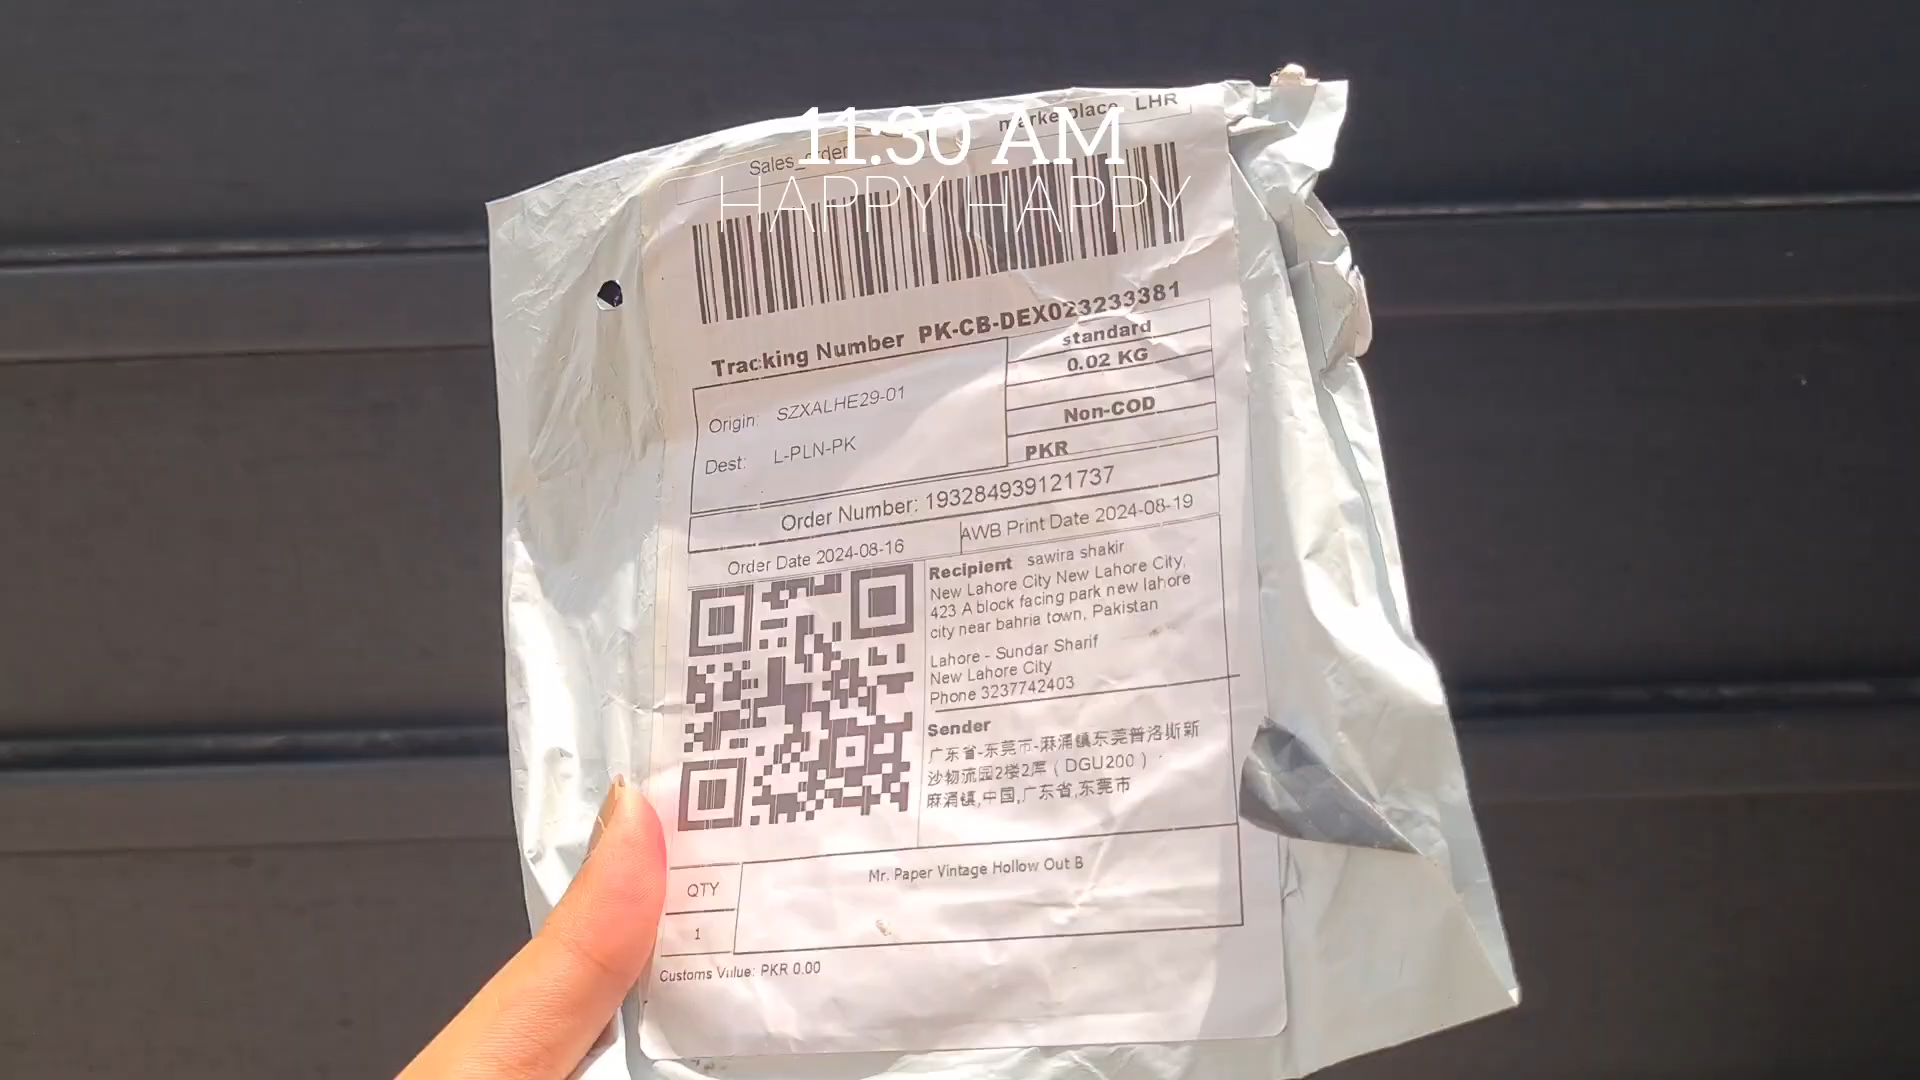 marketplace LHR
Sales_order
11:30 AM
HAPPY HAPPY
Tracking Number PK-CB-DEX023233381
standard
0.02 KG
Origin: SZXALHE29-01
Non-COD
Dest: L-PLN-PK
PKR
Order Number: 193284939121737
Order Date 2024-08-16
AWB Print Date 2024-08-19
Recipient sawira shakir
New Lahore City New Lahore City,
423 A block facing park new lahore
city near bahria town, Pakistan
Lahore - Sundar Sharif
New Lahore City
Phone 3237742403
Sender
广东省-东莞市-麻涌镇东莞普洛斯新
沙物流园2楼2库（DGU200）
麻涌镇,中国,广东省,东莞市
QTY
Mr. Paper Vintage Hollow Out B
1
Customs Value: PKR 0.00